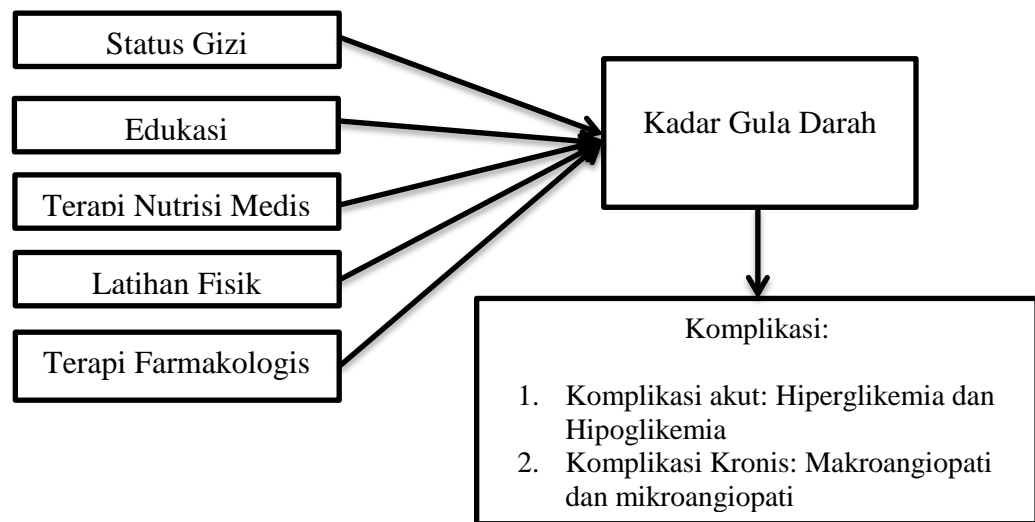 Status Gizi
Edukasi
Terapi Nutrisi Medis
Latihan Fisik
Terapi Farmakologis
Kadar Gula Darah
Komplikasi:
1. Komplikasi akut: Hiperglikemia dan
Hipoglikemia
2. Komplikasi Kronis: Makroangiopati
dan mikroangiopati